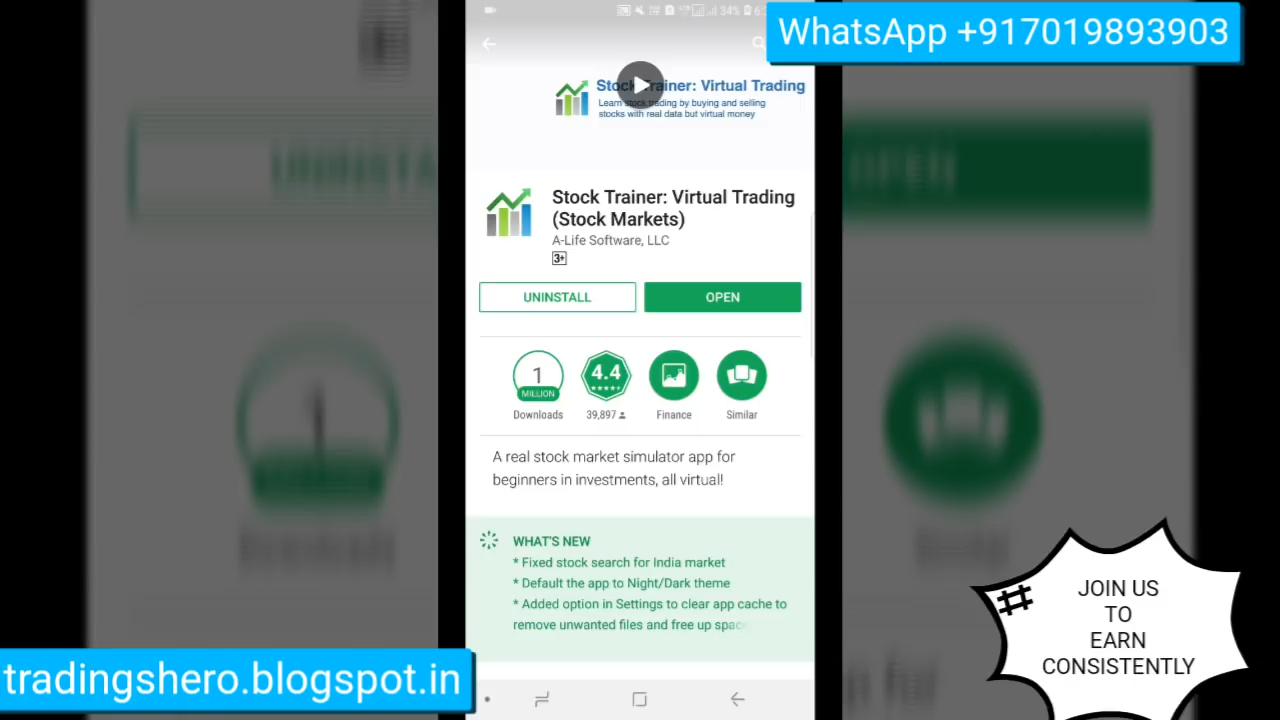 WhatsApp +917019893903
34%
Stock Trainer: Virtual Trading
Learn stock trading by buying and selling
stocks with real data but virtual money
Stock Trainer: Virtual Trading
(Stock Markets)
A-Life Software, LLC
3+
UNINSTALL
OPEN
1
MILLION
4.4
Downloads
39,897
Finance
Similar
A real stock market simulator app for
beginners in investments, all virtual!
WHAT'S NEW
* Fixed stock search for India market
* Default the app to Night/Dark theme
* Added option in Settings to clear app cache to
remove unwanted files and free up space
#
JOIN US
TO
EARN
CONSISTENTLY
tradingshero.blogspot.in